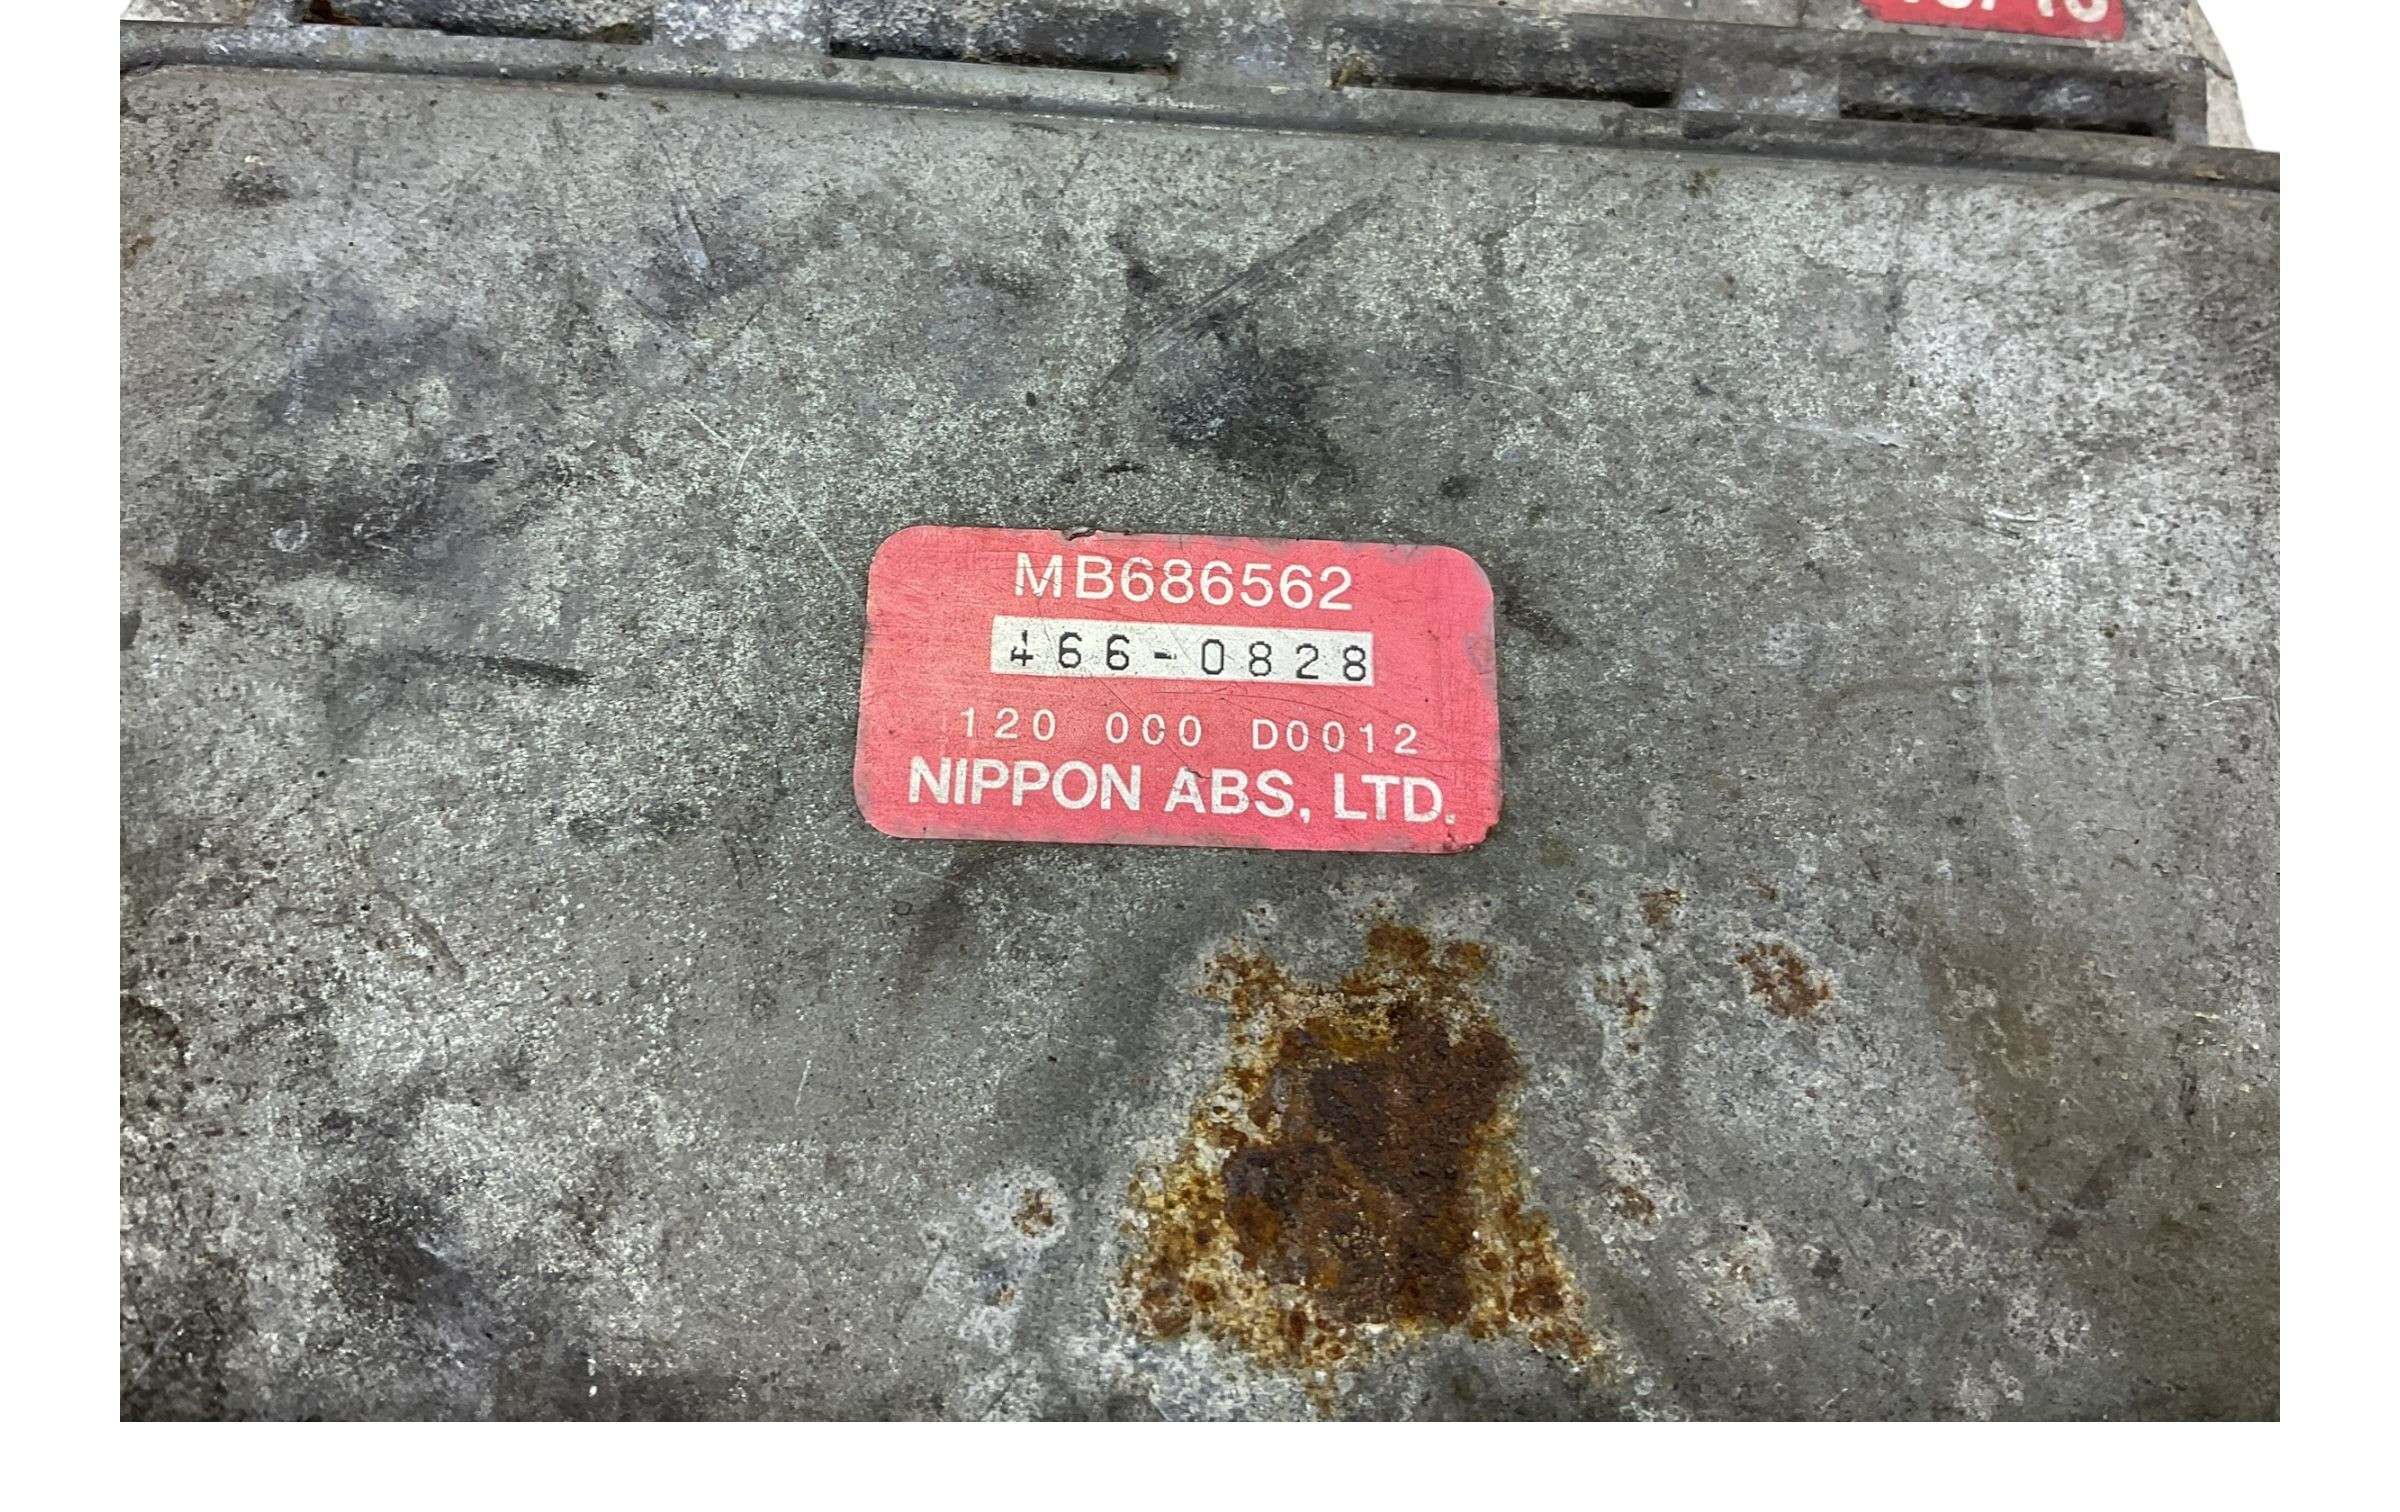 MB686562
466-0828
120 000 D0012
NIPPON ABS, LTD.